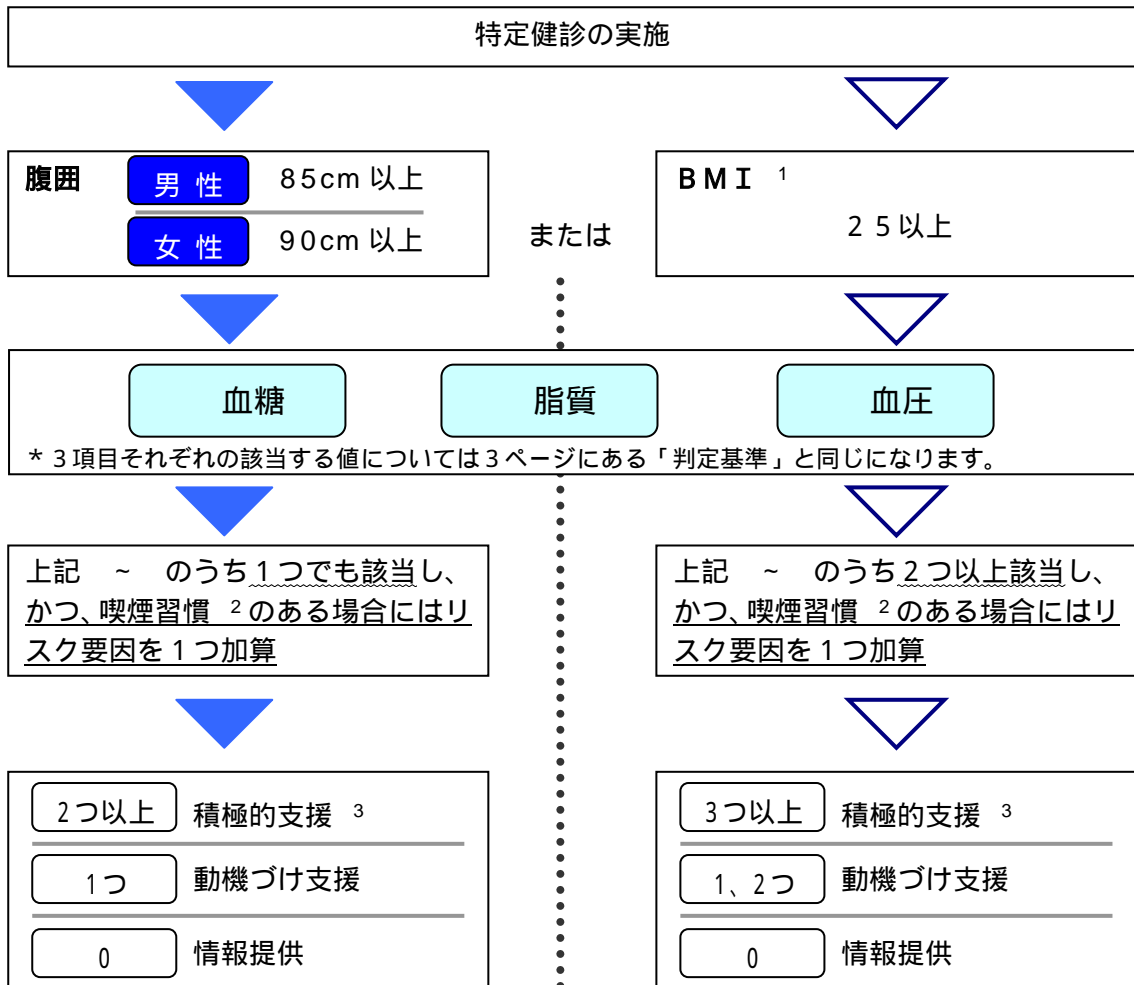 特定健診の実施
腹囲
男 性 85cm 以上
女 性 90cm 以上
または
ＢＭＩ 1
２５以上
血糖
脂質
血圧
＊３項目それぞれの該当する値については３ページにある「判定基準」と同じになります。
上記　～　のうち１つでも該当し、
かつ、喫煙習慣 2 のある場合にはリ
スク要因を１つ加算
上記　～　のうち２つ以上該当し、
かつ、喫煙習慣 2 のある場合にはリ
スク要因を１つ加算
２つ以上 積極的支援 3
１つ 動機づけ支援
０ 情報提供
３つ以上 積極的支援 3
１、２つ 動機づけ支援
０ 情報提供